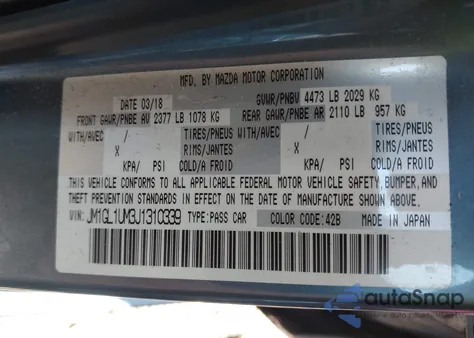 MFD. BY MAZDA MOTOR CORPORATION
DATE 03/18 GVWR/PNBV 4473 LB 2029 KG
FRONT GAWR/PNBE AV 2377 LB 1078 KG REAR GAWR/PNBE AR 2110 LB 957 KG
WITH/AVEC / TIRES/PNEUS WITH/AVEC / TIRES/PNEUS
X RIMS/JANTES X RIMS/JANTES
KPA/ PSI COLD/A FROID KPA/ PSI COLD/A FROID
THIS VEHICLE CONFORMS TO ALL APPLICABLE FEDERAL MOTOR VEHICLE SAFETY, BUMPER, AND
THEFT PREVENTION STANDARDS IN EFFECT ON THE DATE OF MANUFACTURE SHOWN ABOVE.
VIN: JM1GL1UM3J1310339 TYPE:PASS CAR COLOR CODE:42B MADE IN JAPAN
autoSnap